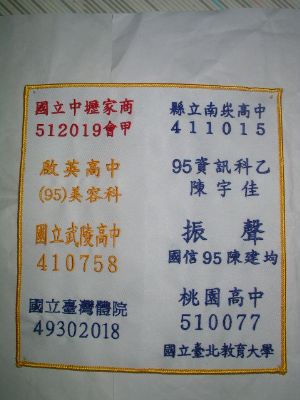 國立中壢家商
512019會甲
啟英高中
(95)美容科
國立武陵高中
410758
國立臺灣體院
49302018
縣立南崁高中
411015
95資訊科乙
陳宇佳
振聲
國信95陳建均
桃園高中
510077
國立臺北教育大學